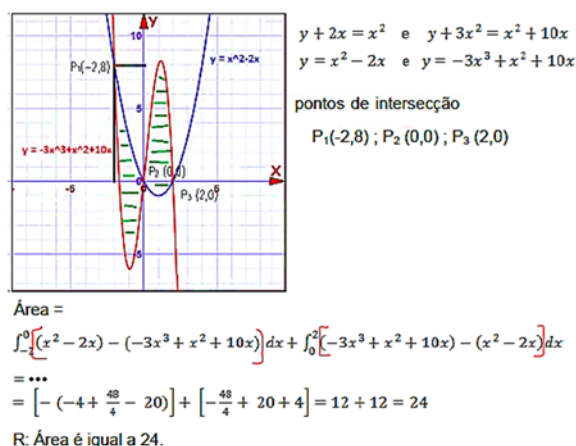 Y
y + 2x = x² e y + 3x² = x² + 10x
10
P₁(-2,8)
y = x^2-2x
y = x² − 2x e y = −3x³ + x² + 10x
5
pontos de intersecção
P₁(-2,8) ; P₂ (0,0) ; P₃ (2,0)
y = -3x^3+x^2+10x
P₂ (0,0)
X
-5
0
5
P₃ (2,0)
-5
Área =
∫₋₂⁰[(x² − 2x) − (−3x³ + x² + 10x)]dx + ∫₀²[(−3x³ + x² + 10x) − (x² − 2x)]dx
= •••
= [− (−4 + 48/4 − 20)] + [−48/4 + 20 + 4] = 12 + 12 = 24
R: Área é igual a 24.